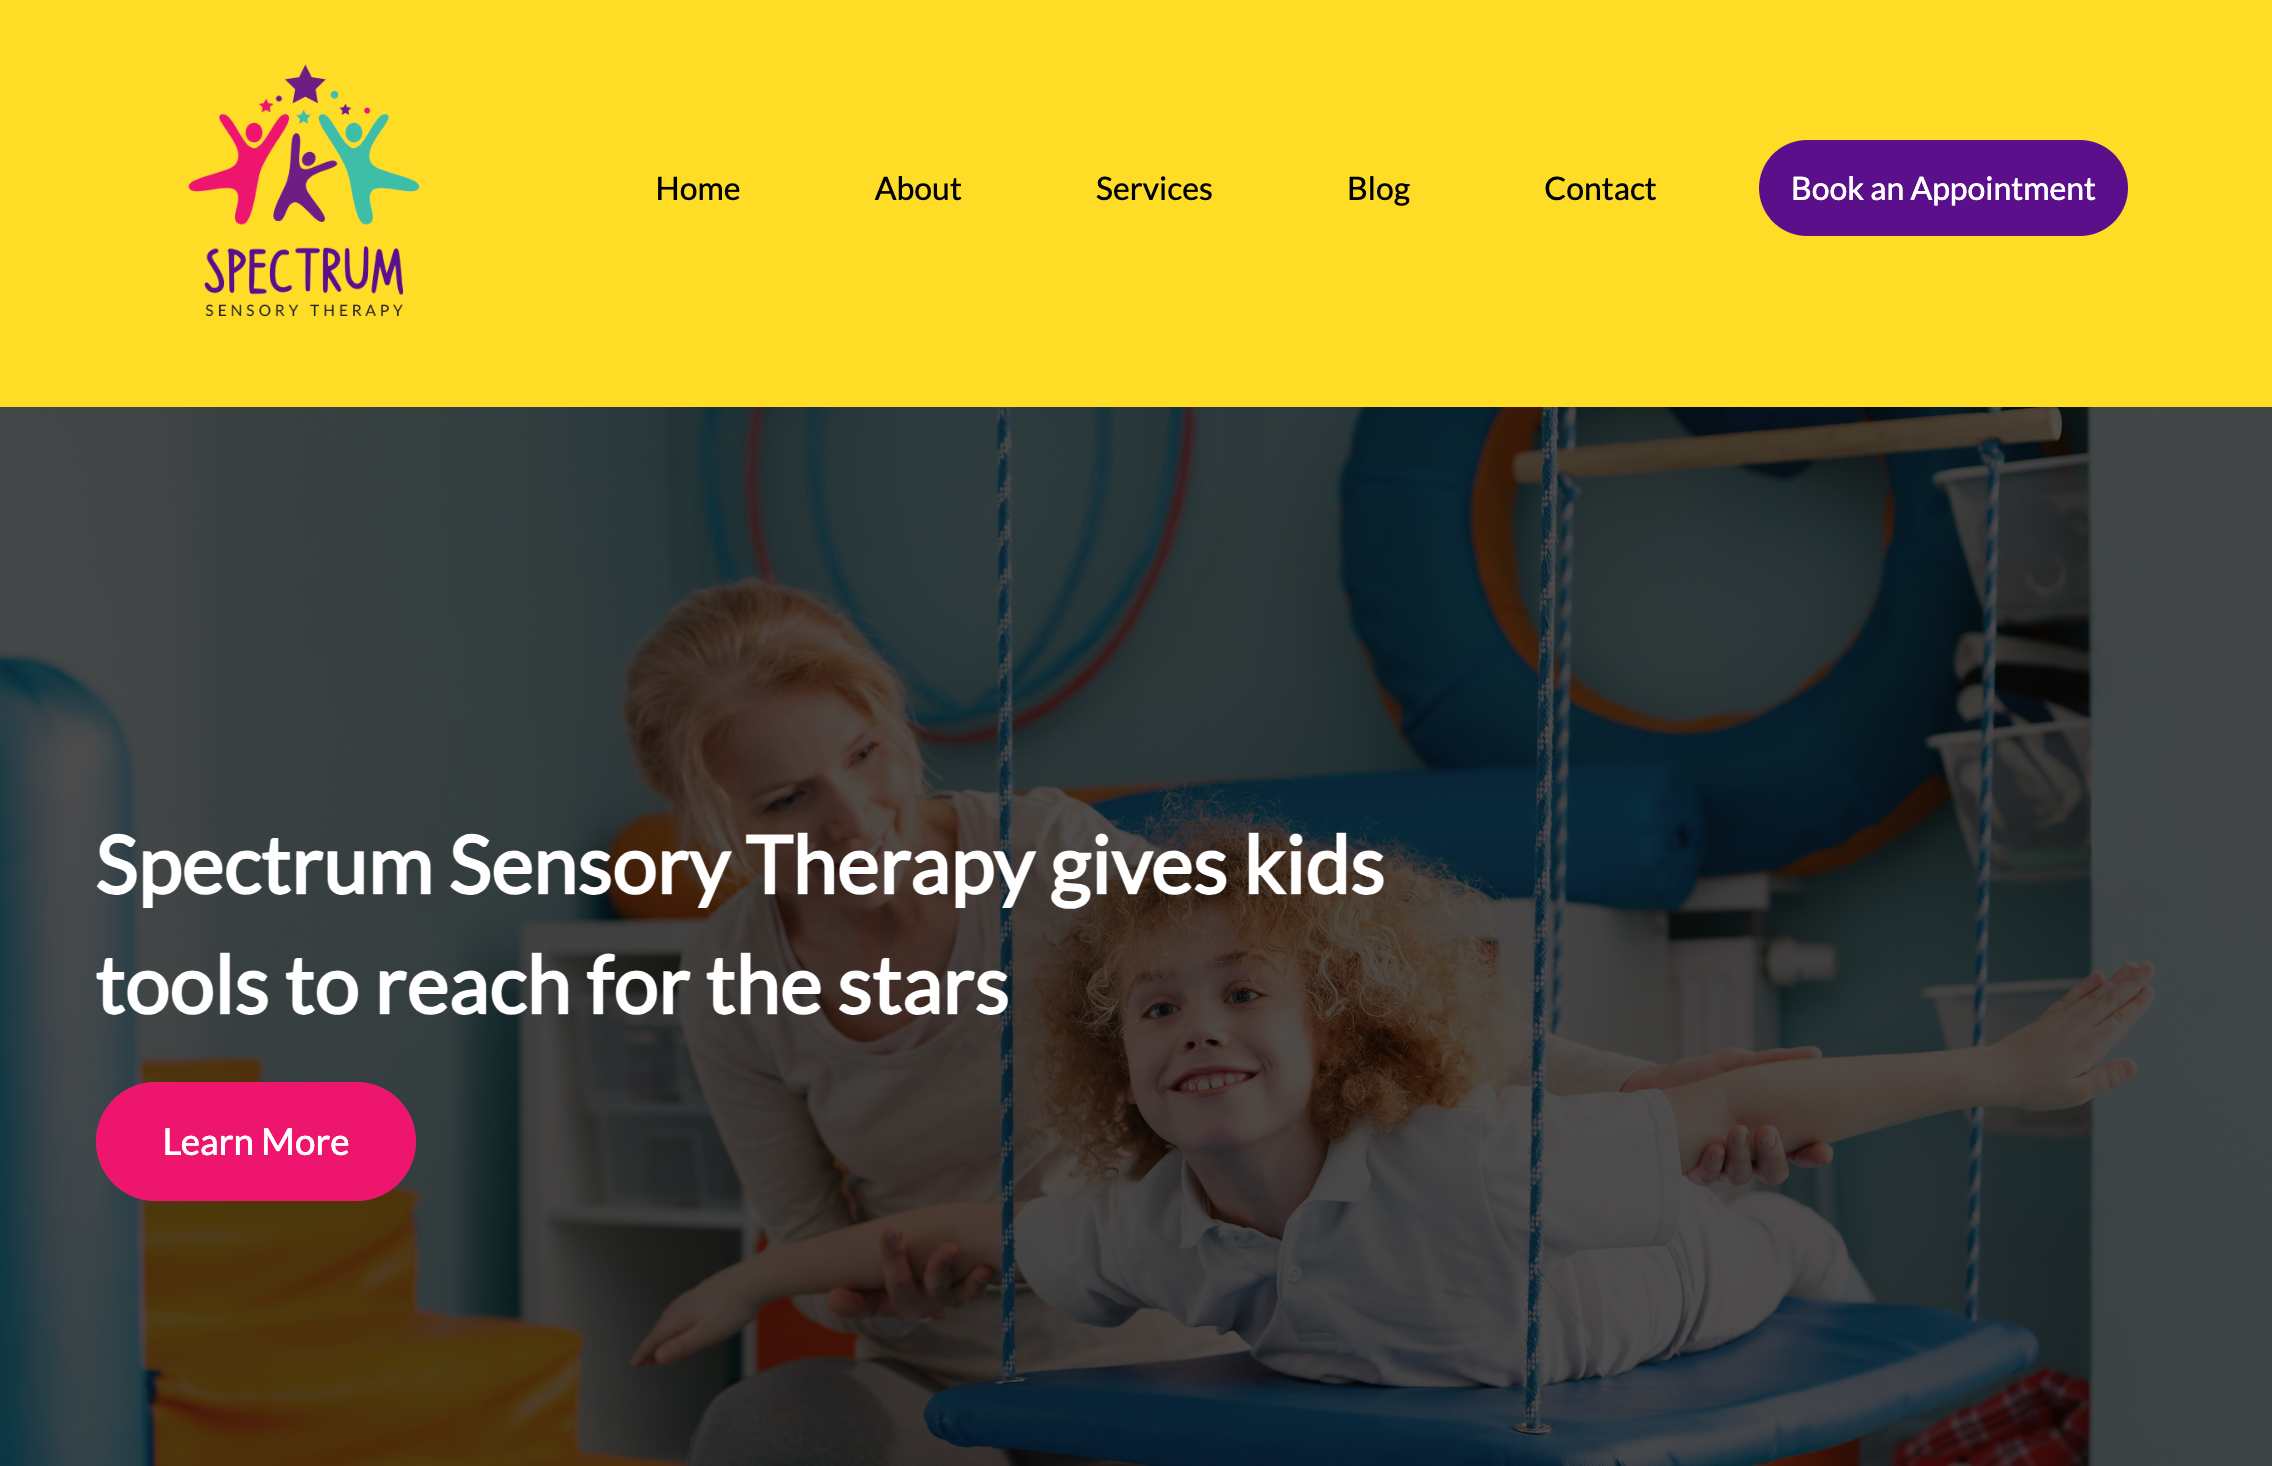 SPECTRUM
SENSORY THERAPY
Home
About
Services
Blog
Contact
Book an Appointment
Spectrum Sensory Therapy gives kids
tools to reach for the stars
Learn More